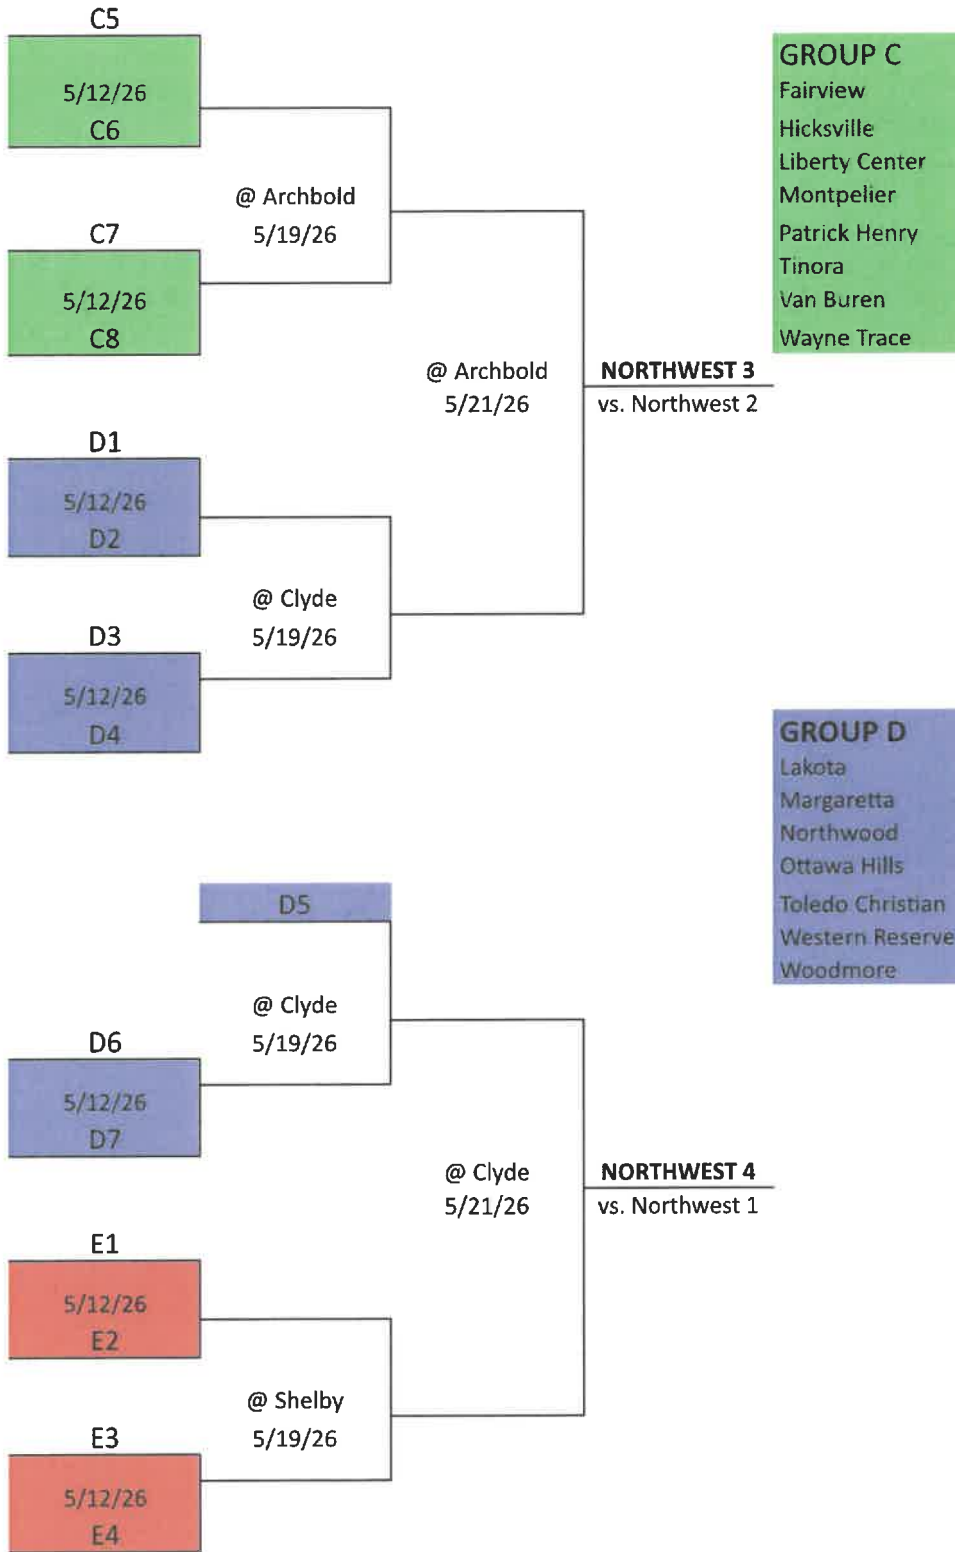 C5
5/12/26
C6
@ Archbold
5/19/26
C7
5/12/26
C8
@ Archbold
5/21/26
NORTHWEST 3
vs. Northwest 2
D1
5/12/26
D2
@ Clyde
5/19/26
D3
5/12/26
D4
GROUP C
Fairview
Hicksville
Liberty Center
Montpelier
Patrick Henry
Tinora
Van Buren
Wayne Trace
GROUP D
Lakota
Margaretta
Northwood
Ottawa Hills
Toledo Christian
Western Reserve
Woodmore
D5
@ Clyde
5/19/26
D6
5/12/26
D7
@ Clyde
5/21/26
NORTHWEST 4
vs. Northwest 1
E1
5/12/26
E2
@ Shelby
5/19/26
E3
5/12/26
E4